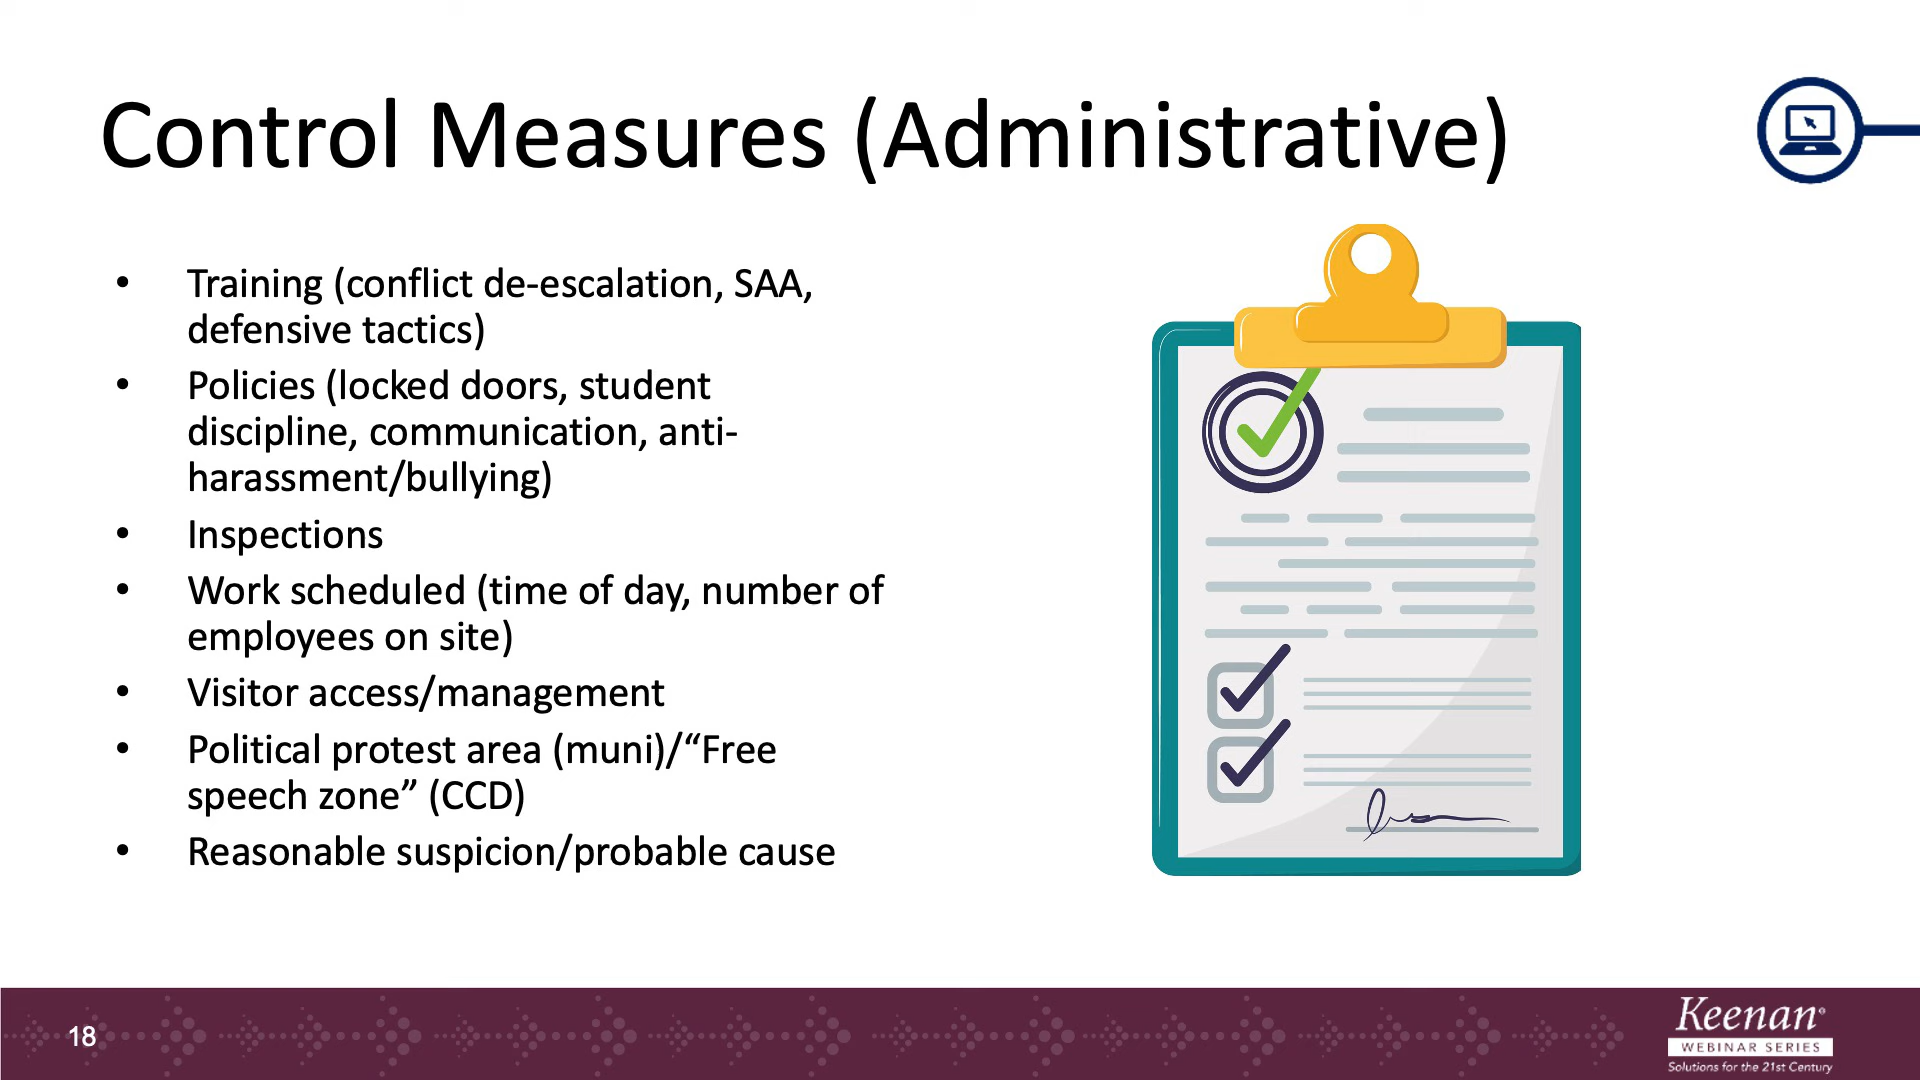 Control Measures (Administrative)
• Training (conflict de-escalation, SAA,
defensive tactics)
• Policies (locked doors, student
discipline, communication, anti-
harassment/bullying)
• Inspections
• Work scheduled (time of day, number of
employees on site)
• Visitor access/management
• Political protest area (muni)/“Free
speech zone” (CCD)
• Reasonable suspicion/probable cause
18
Keenan®
WEBINAR SERIES
Solutions for the 21st Century